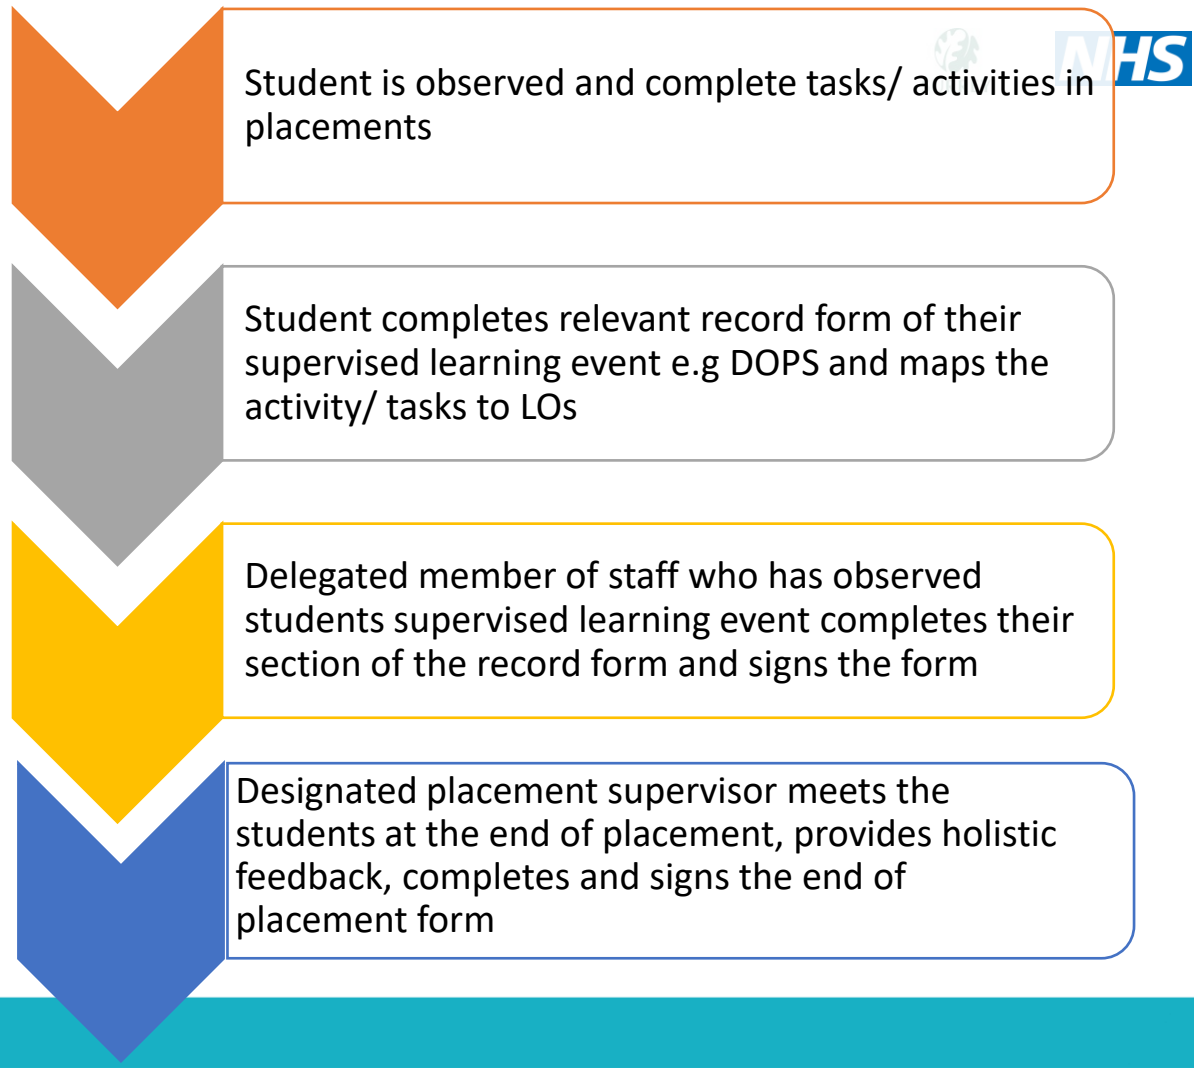 NHS
Student is observed and complete tasks/ activities in
placements
Student completes relevant record form of their
supervised learning event e.g DOPS and maps the
activity/ tasks to LOs
Delegated member of staff who has observed
students supervised learning event completes their
section of the record form and signs the form
Designated placement supervisor meets the
students at the end of placement, provides holistic
feedback, completes and signs the end of
placement form